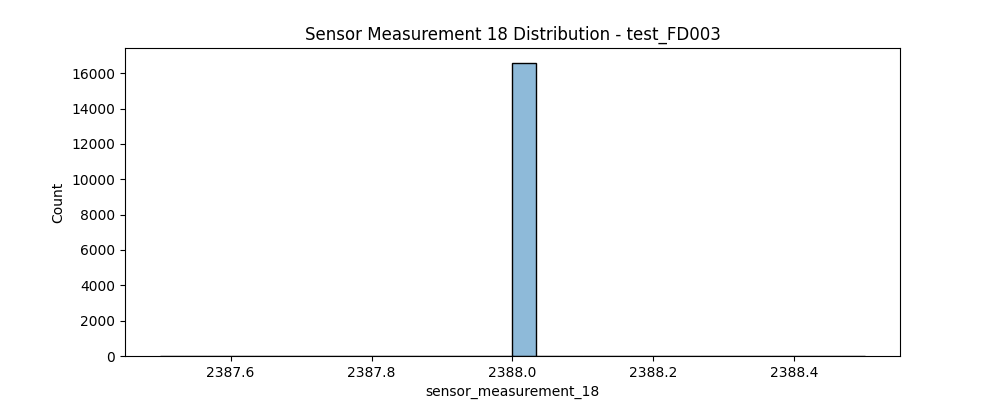 Sensor Measurement 18 Distribution - test_FD003
Count
16000
14000
12000
10000
8000
6000
4000
2000
0
2387.6 2387.8 2388.0 2388.2 2388.4
sensor_measurement_18